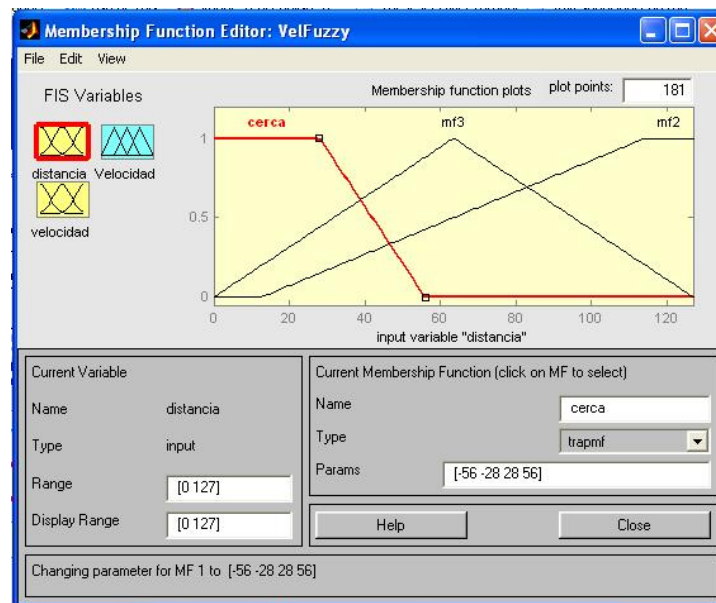 Membership Function Editor: VelFuzzy
File Edit View
FIS Variables
distancia Velocidad
velocidad
Membership function plots plot points: 181
cerca mf3 mf2
1
0.5
0
0 20 40 60 80 100 120
input variable "distancia"
Current Variable
Name distancia
Type input
Range [0 127]
Display Range [0 127]
Current Membership Function (click on MF to select)
Name cerca
Type trapmf
Params [-56 -28 28 56]
Help Close
Changing parameter for MF 1 to [-56 -28 28 56]